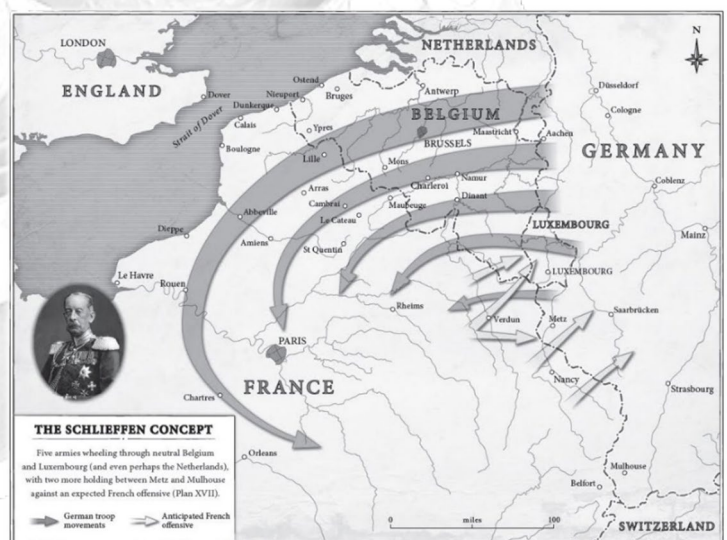 LONDON
ENGLAND
Dover
Strait of Dover
NETHERLANDS
N
Ostend
Nieuport
Bruges
Dunkerque
Calais
Antwerp
Düsseldorf
Cologne
BELGIUM
Ypres
Boulogne
BRUSSELS
Maastricht
Aachen
GERMANY
Lille
Mons
Namur
Charleroi
Coblenz
Arras
Dinant
Cambrai
Maubeuge
Abbeville
Le Cateau
LUXEMBOURG
Mainz
Dieppe
Amiens
St Quentin
LUXEMBOURG
Le Havre
Rouen
Rheims
Verdun
Metz
Saarbrücken
PARIS
FRANCE
Nancy
Strasbourg
Chartres
Orleans
Mulhouse
Belfort
SWITZERLAND
THE SCHLIEFFEN CONCEPT
Five armies wheeling through neutral Belgium
and Luxembourg (and even perhaps the Netherlands),
with two more holding between Metz and Mulhouse
against an expected French offensive (Plan XVII).
German troop
movements
Anticipated French
offensive
0 miles 100